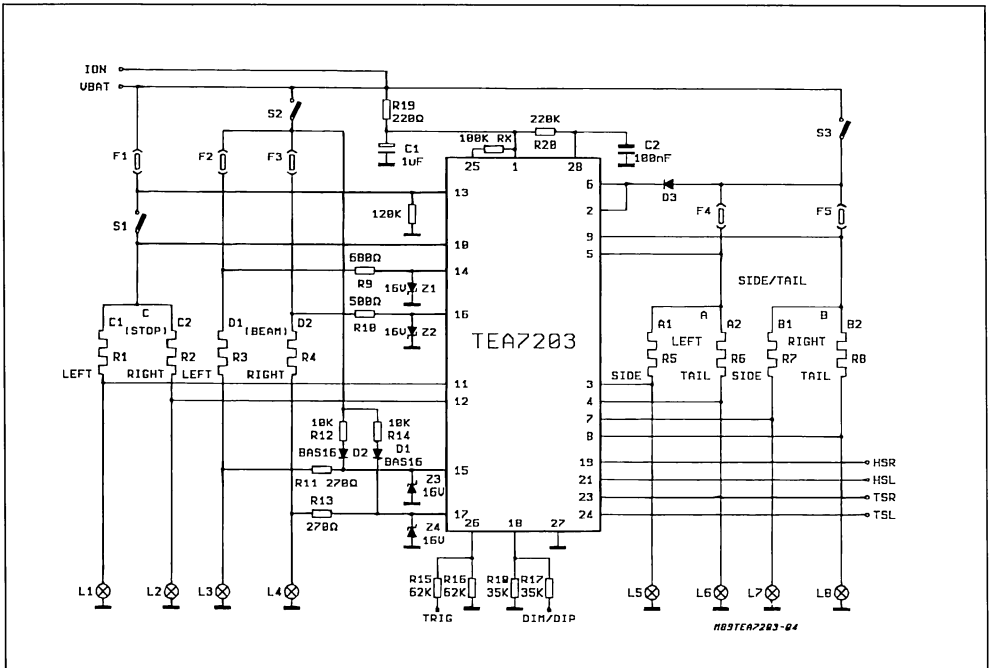 ION
VBAT
S2
R19
220Ω
220K
S3
100K RX
R20
C1
1uF
C2
100nF
F1
F2
F3
25
1
28
13
6
D3
2
F4
F5
120K
S1
10
9
680Ω
14
5
R9
16V
Z1
SIDE/TAIL
500Ω
16
C
C1
(STOP)
C2
D1
(BEAM)
D2
R10
16V
Z2
TEA7203
A1
A
A2
B1
B
B2
LEFT
RIGHT
R1
R2
R3
R4
R5
R6
R7
R8
LEFT
RIGHT
LEFT
RIGHT
SIDE
TAIL
SIDE
TAIL
11
3
12
4
10K
R12
10K
R14
7
D1
BAS16
D2
BAS16
8
15
R11 270Ω
19
HSR
R13
Z3
16V
21
HSL
270Ω
17
23
TSR
Z4
16V
26
18
27
24
TSL
R15
62K
R16
62K
R18
35K
R17
35K
L1
L2
L3
L4
TRIG
DIM/DIP
L5
L6
L7
L8
M89TEA7203-04